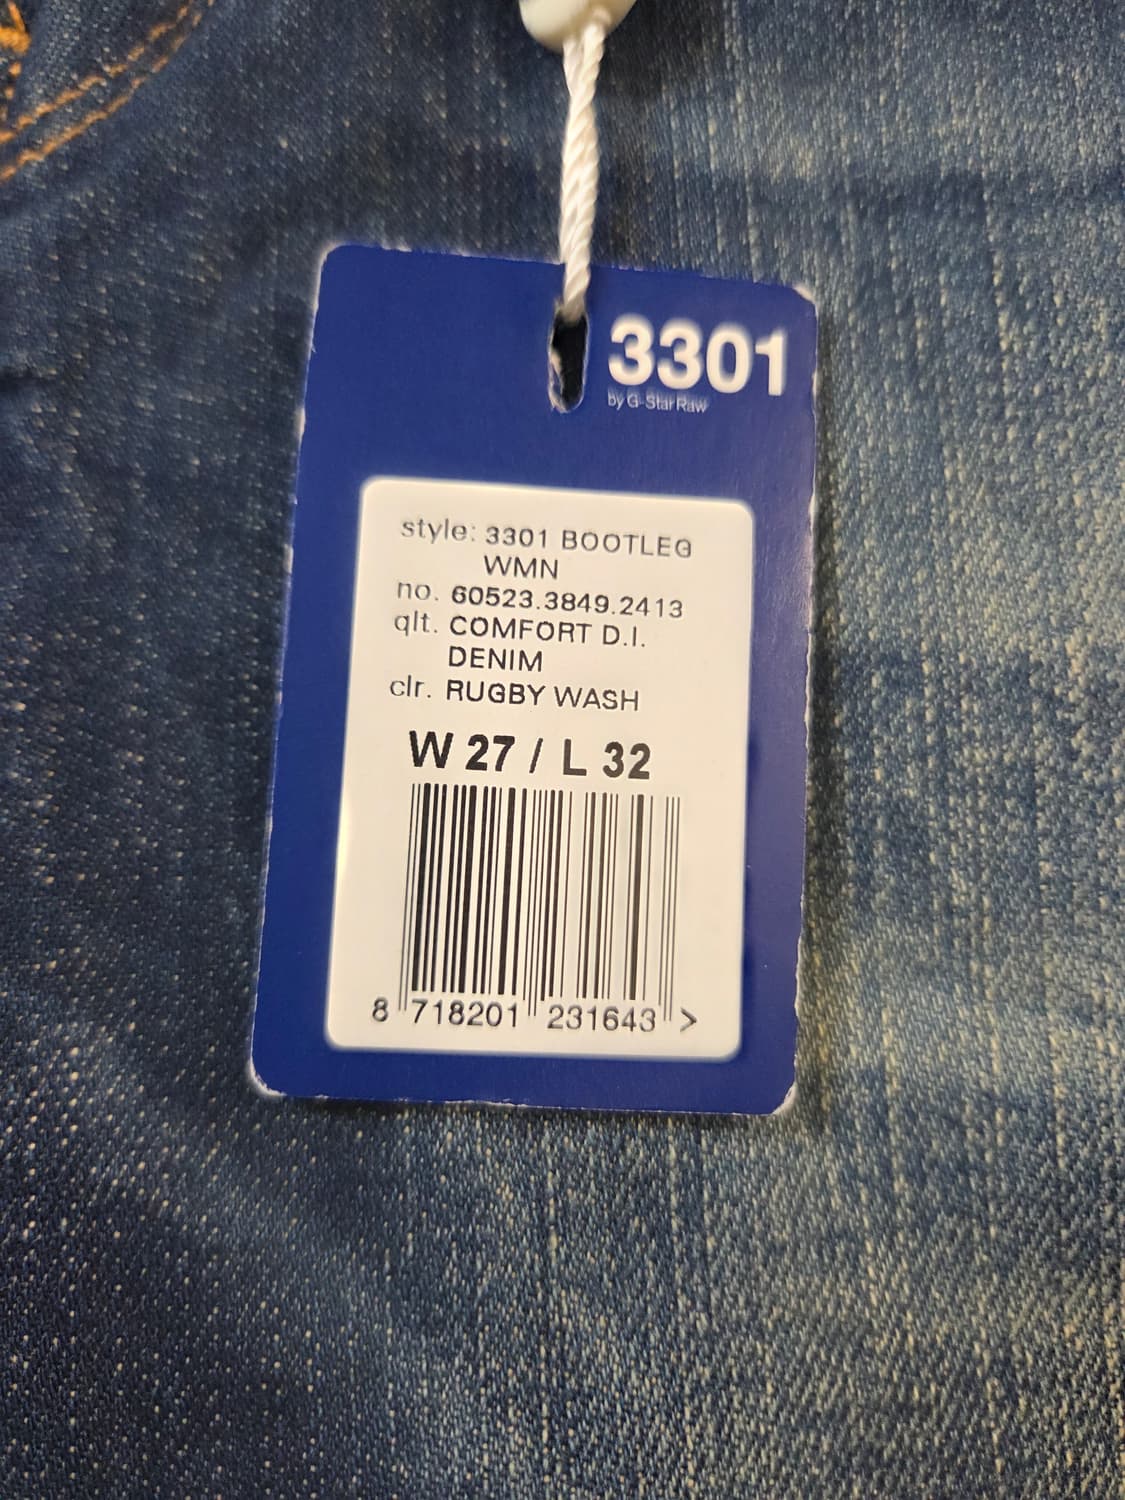 3301
by G-Star Raw
style: 3301 BOOTLEG
WMN
no. 60523.3849.2413
qlt. COMFORT D.I.
DENIM
clr. RUGBY WASH
W 27 / L 32
8 718201 231643 >